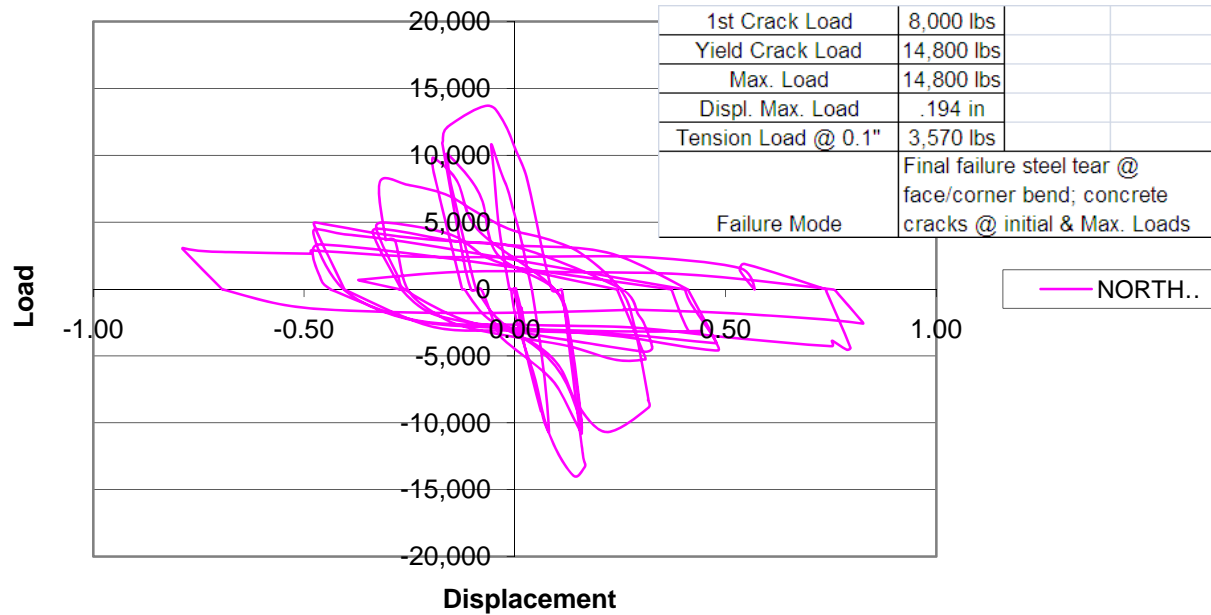 20,000
15,000
10,000
5,000
0
-5,000
-10,000
-15,000
-20,000
-1.00 -0.50 0.00 0.50 1.00
Load
Displacement
1st Crack Load 8,000 lbs
Yield Crack Load 14,800 lbs
Max. Load 14,800 lbs
Displ. Max. Load .194 in
Tension Load @ 0.1" 3,570 lbs
Final failure steel tear @
face/corner bend; concrete
Failure Mode cracks @ initial & Max. Loads
NORTH..